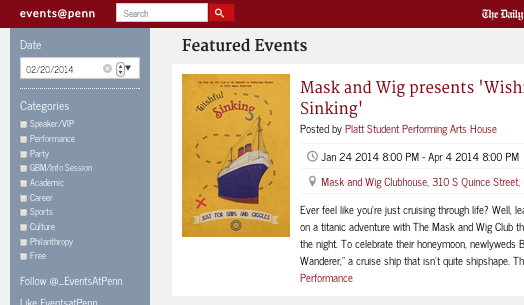 events@penn
Search
The Daily
Date
02/20/2014
Categories
Speaker/VIP
Performance
Party
GBM/Info Session
Academic
Career
Sports
Culture
Philanthropy
Free
Follow @_EventsAtPenn
Like EventsatPenn
Featured Events
Wishful
Sinking
JUST FOR SHIPS AND GIGGLES
Mask and Wig presents 'Wishf
Sinking'
Posted by Platt Student Performing Arts House
Jan 24 2014 8:00 PM - Apr 4 2014 8:00 PM
Mask and Wig Clubhouse, 310 S Quince Street,
Ever feel like you're just cruising through life? Well, lea
on a titanic adventure with The Mask and Wig Club th
the night. To celebrate their honeymoon, newlyweds B
Wanderer," a cruise ship that isn't quite shipshape. Th
Performance